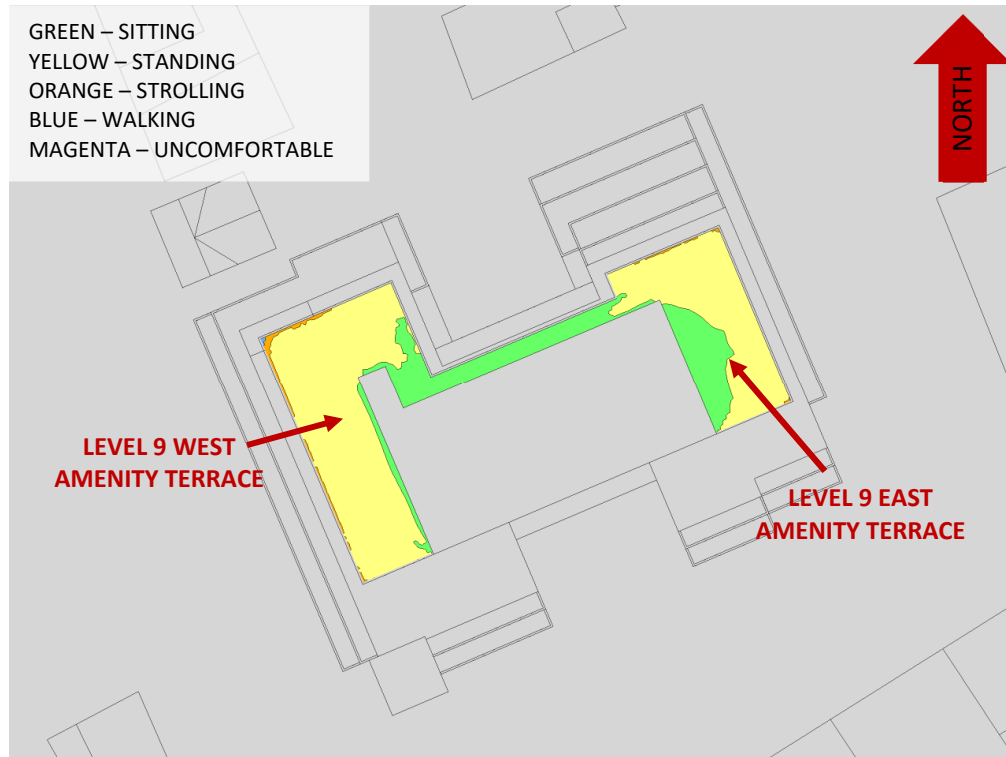 GREEN – SITTING
YELLOW – STANDING
ORANGE – STROLLING
BLUE – WALKING
MAGENTA – UNCOMFORTABLE
NORTH
LEVEL 9 WEST
AMENITY TERRACE
LEVEL 9 EAST
AMENITY TERRACE